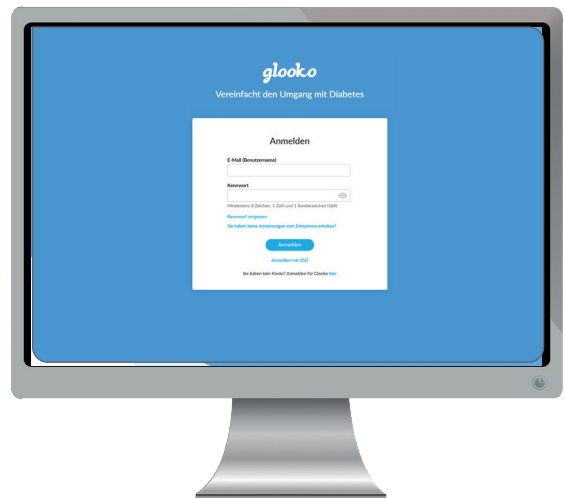 glooko
Vereinfacht den Umgang mit Diabetes
Anmelden
E-Mail (Benutzername)
Kennwort
Mindestens 8 Zeichen, 1 Zahl und 1 Sonderzeichen (!@#)
Kennwort vergessen
Sie haben keine Anweisungen zum Entsperren erhalten?
Anmelden
Anmelden mit SSO
Sie haben kein Konto? Anmelden für Glooko hier